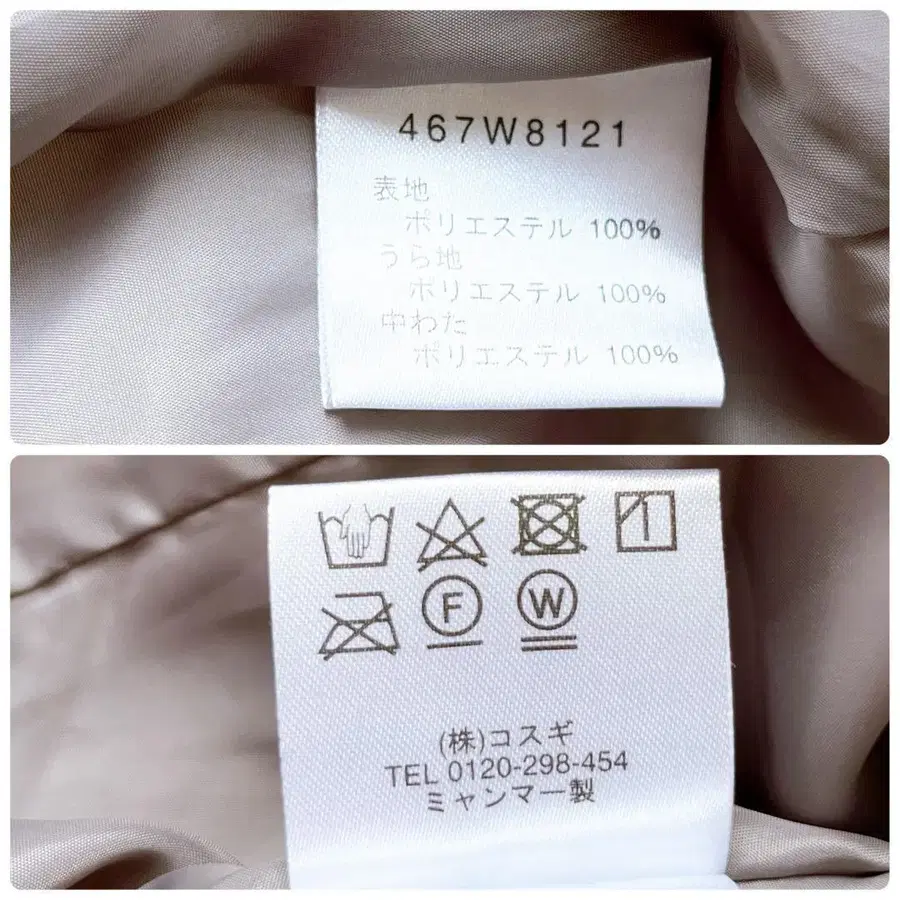 467W8121
表地
ポリエステル 100%
うら地
ポリエステル 100%
中わた
ポリエステル 100%
F W
(株)コスギ
TEL 0120-298-454
ミャンマー製